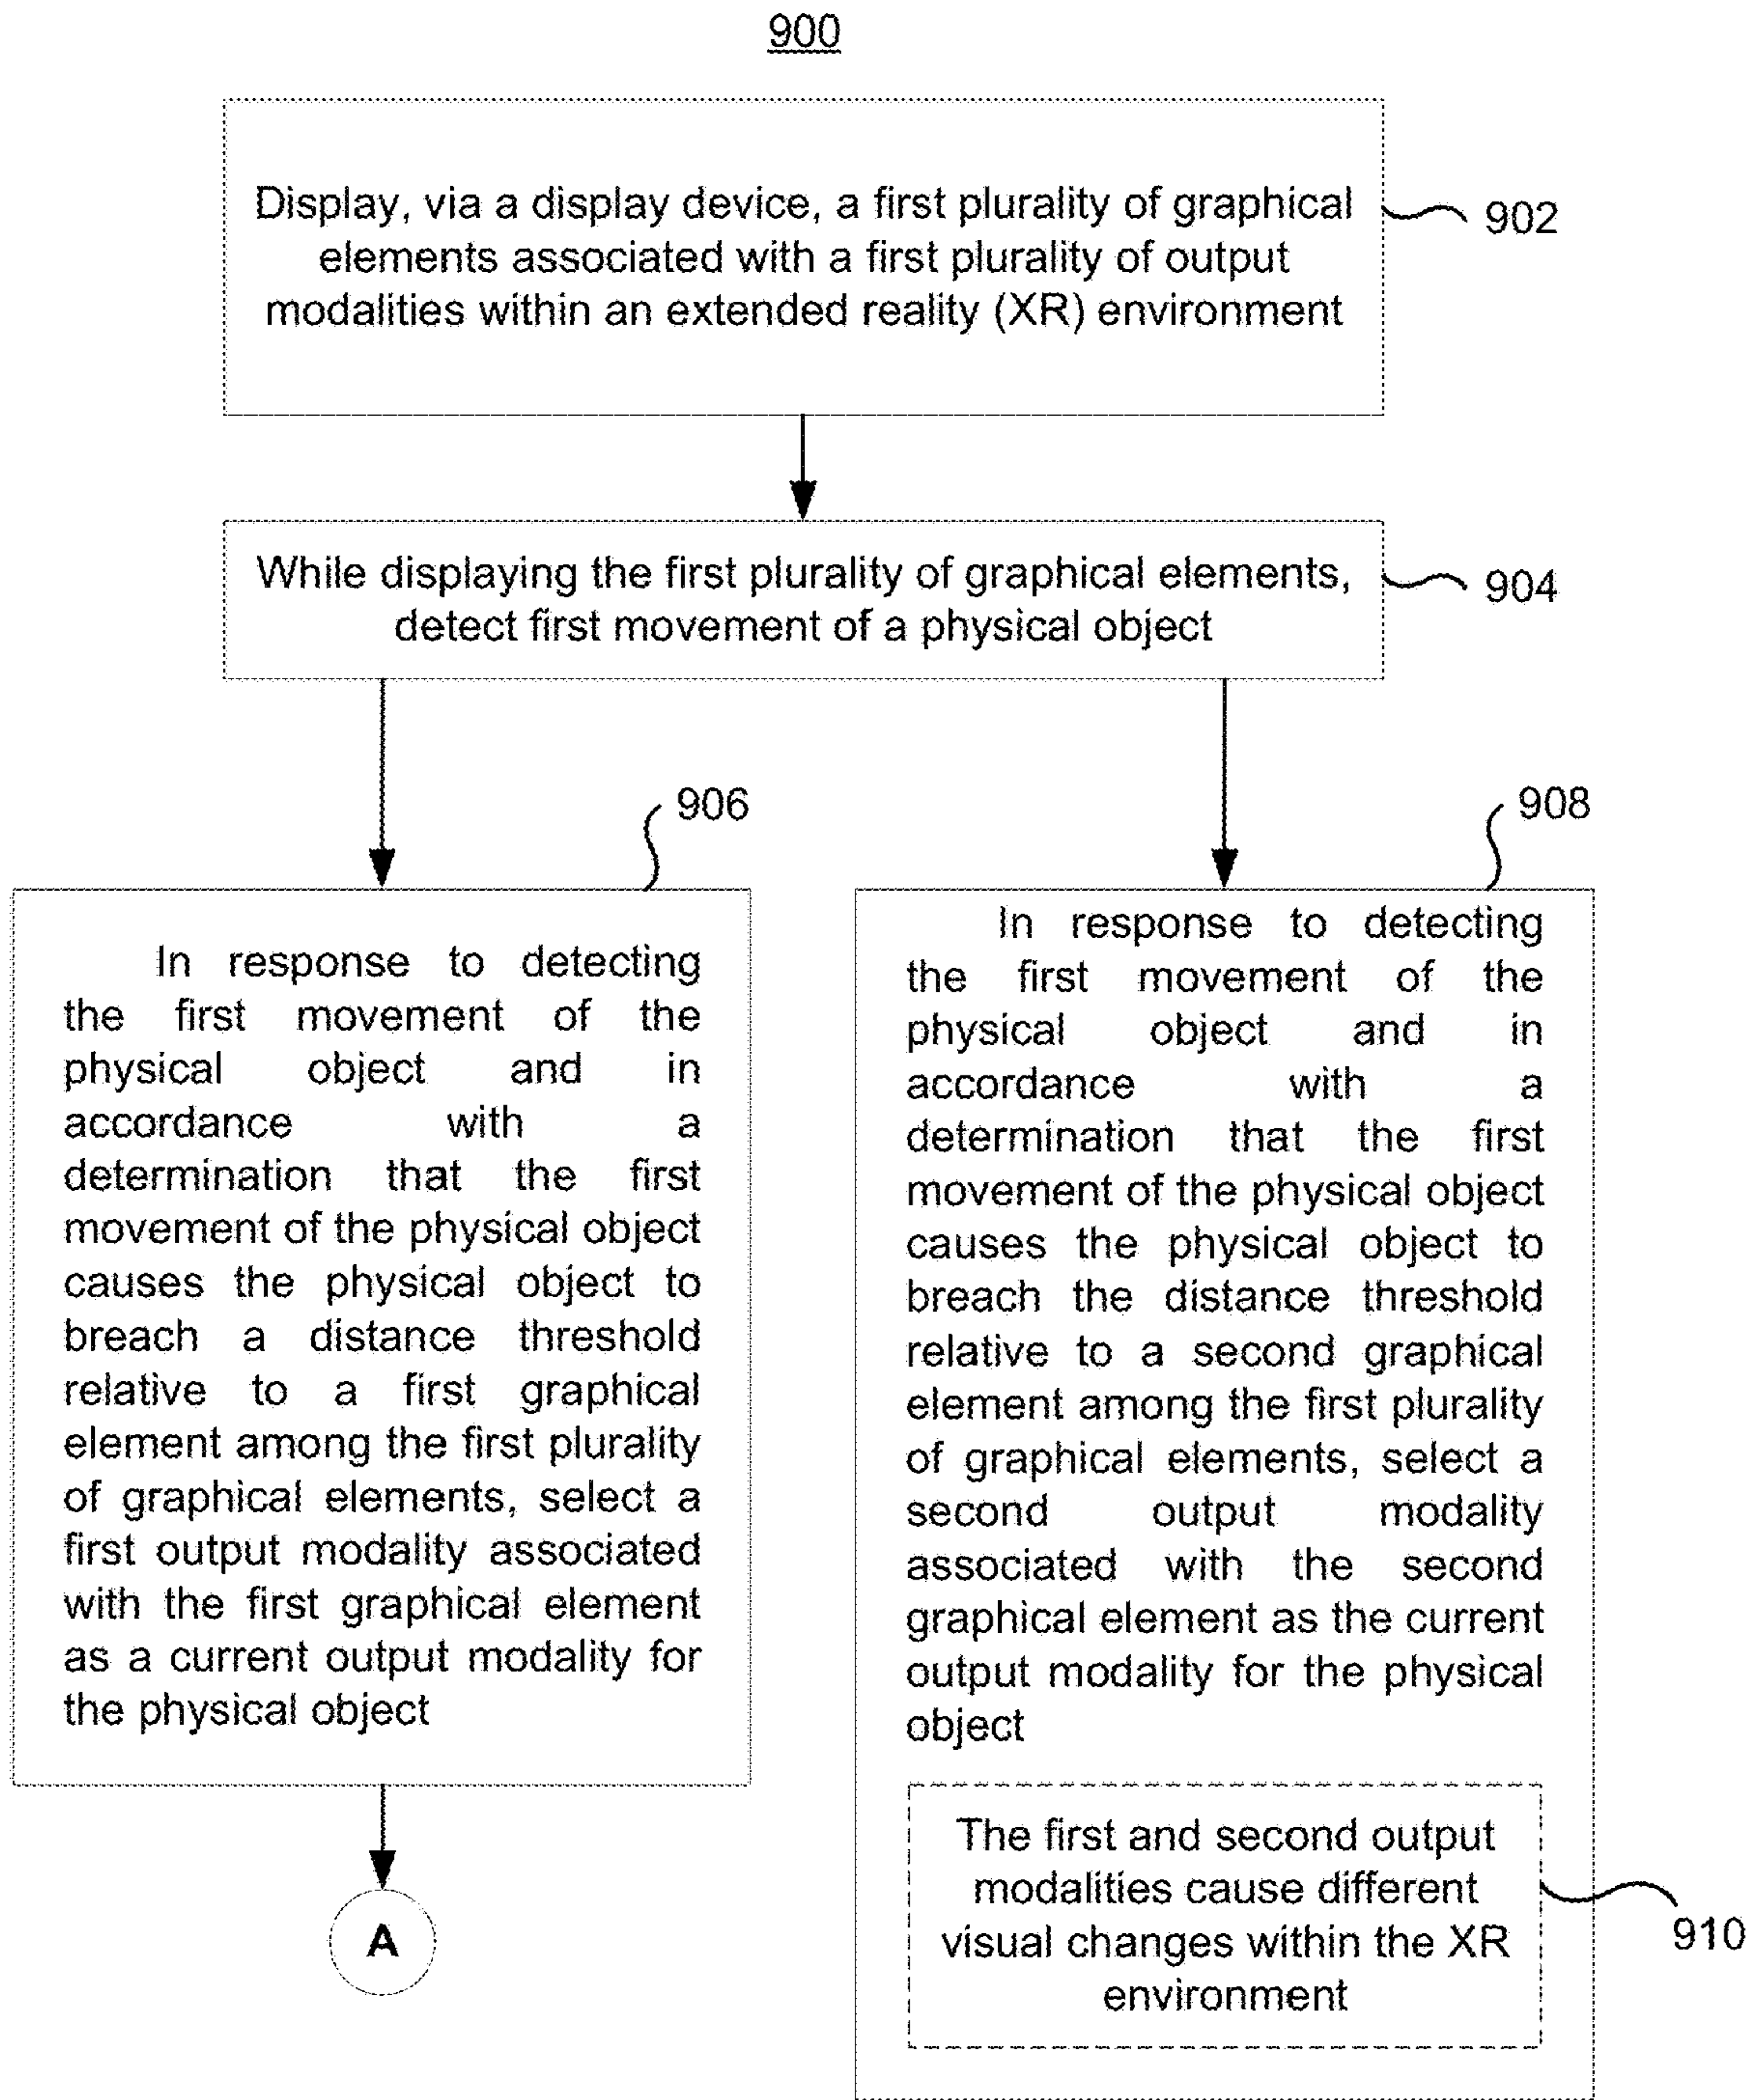 900
Display, via a display device, a first plurality of graphical
elements associated with a first plurality of output
modalities within an extended reality (XR) environment
902
While displaying the first plurality of graphical elements,
detect first movement of a physical object
904
906
In response to detecting
the first movement of the
physical object and in
accordance with a
determination that the first
movement of the physical object
causes the physical object to
breach a distance threshold
relative to a first graphical
element among the first plurality
of graphical elements, select a
first output modality associated
with the first graphical element
as a current output modality for
the physical object
A
908
In response to detecting
the first movement of the
physical object and in
accordance with a
determination that the first
movement of the physical object
causes the physical object to
breach the distance threshold
relative to a second graphical
element among the first plurality
of graphical elements, select a
second output modality
associated with the second
graphical element as the current
output modality for the physical
object
The first and second output
modalities cause different
visual changes within the XR
environment
910